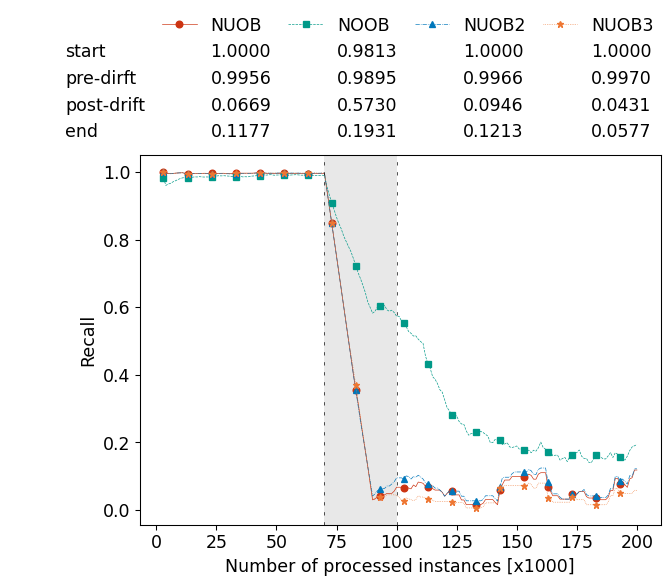 NUOB NOOB NUOB2 NUOB3
start 1.0000 0.9813 1.0000 1.0000
pre-dirft 0.9956 0.9895 0.9966 0.9970
post-drift 0.0669 0.5730 0.0946 0.0431
end 0.1177 0.1931 0.1213 0.0577
1.0
0.8
0.6
0.4
0.2
0.0
Recall
0 25 50 75 100 125 150 175 200
Number of processed instances [x1000]